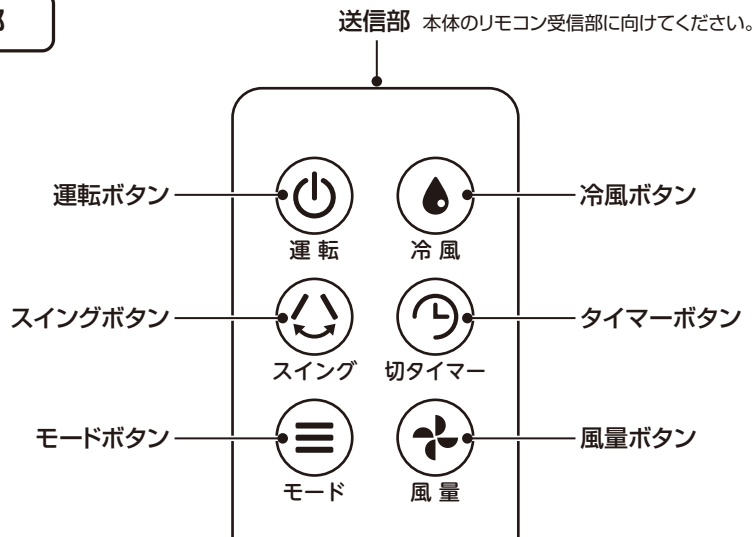 部
送信部 本体のリモコン受信部に向けてください。
運転ボタン
冷風ボタン
運 転
冷 風
スイングボタン
タイマーボタン
スイング
切タイマー
モードボタン
風量ボタン
モード
風 量